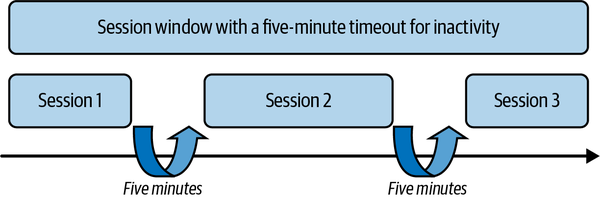 Session window with a five-minute timeout for inactivity
Session 1
Session 2
Session 3
Five minutes
Five minutes